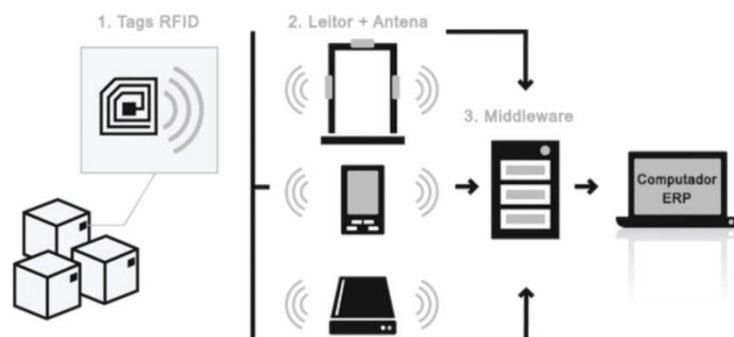 1. Tags RFID
2. Leitor + Antena
3. Middleware
Computador
ERP